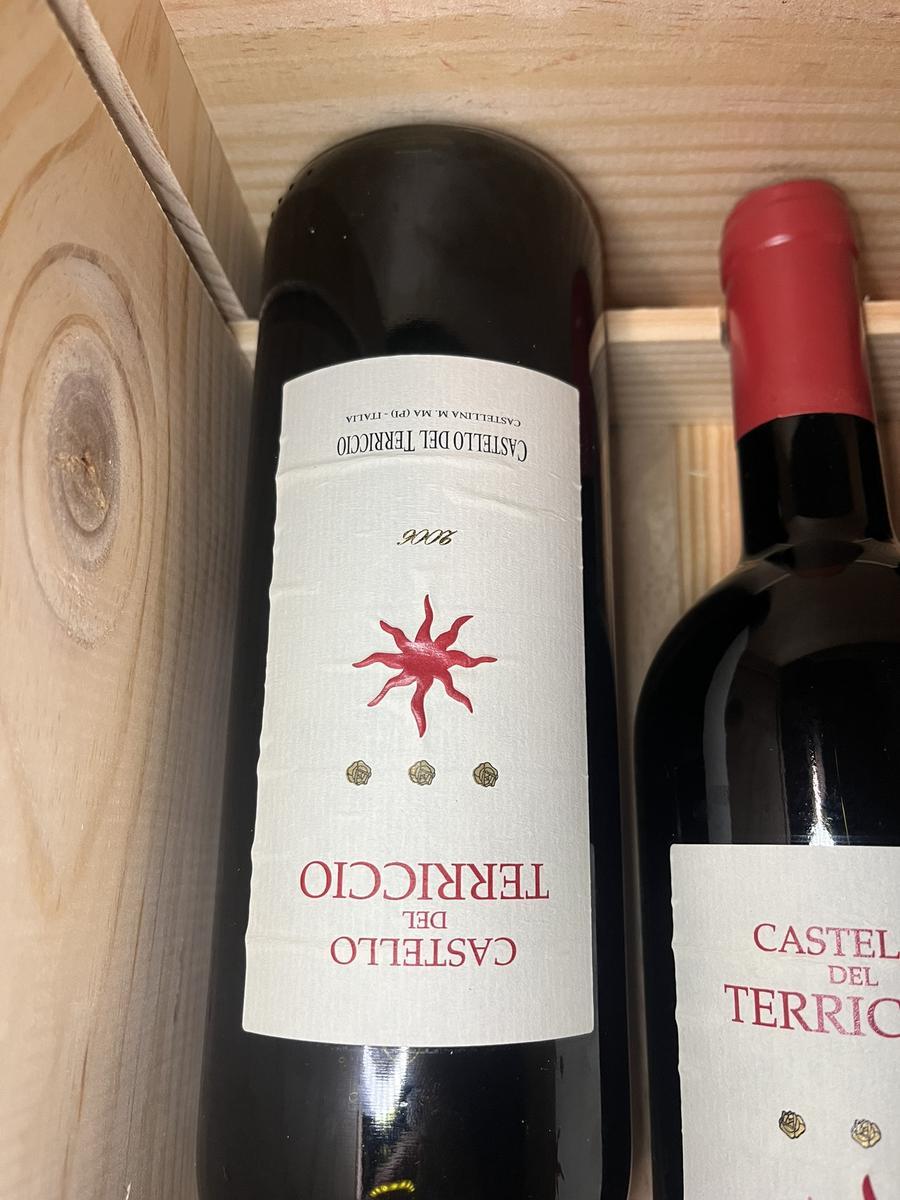 CASTELLO
DEL
TERRICCIO
2006
CASTELLO DEL TERRICCIO
CASTELLINA M. MA (PI) - ITALIA
CASTEL
DEL
TERRIC